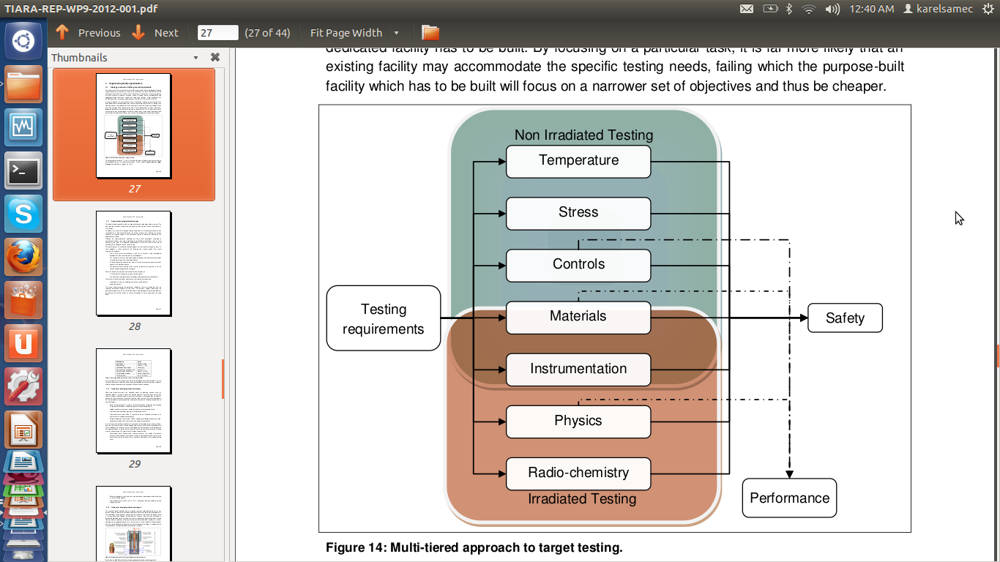 TIARA-REP-WP9-2012-001.pdf
12:40 AM
karelsamec
Previous
Next
27
(27 of 44)
Fit Page Width
Thumbnails
27
28
29
dedicated facility has to be built. By focusing on a particular task, it is far more likely that an
existing facility may accommodate the specific testing needs, failing which the purpose-built
facility which has to be built will focus on a narrower set of objectives and thus be cheaper.
Non Irradiated Testing
Temperature
Stress
Controls
Testing
requirements
Materials
Safety
Instrumentation
Physics
Radio-chemistry
Irradiated Testing
Performance
Figure 14: Multi-tiered approach to target testing.